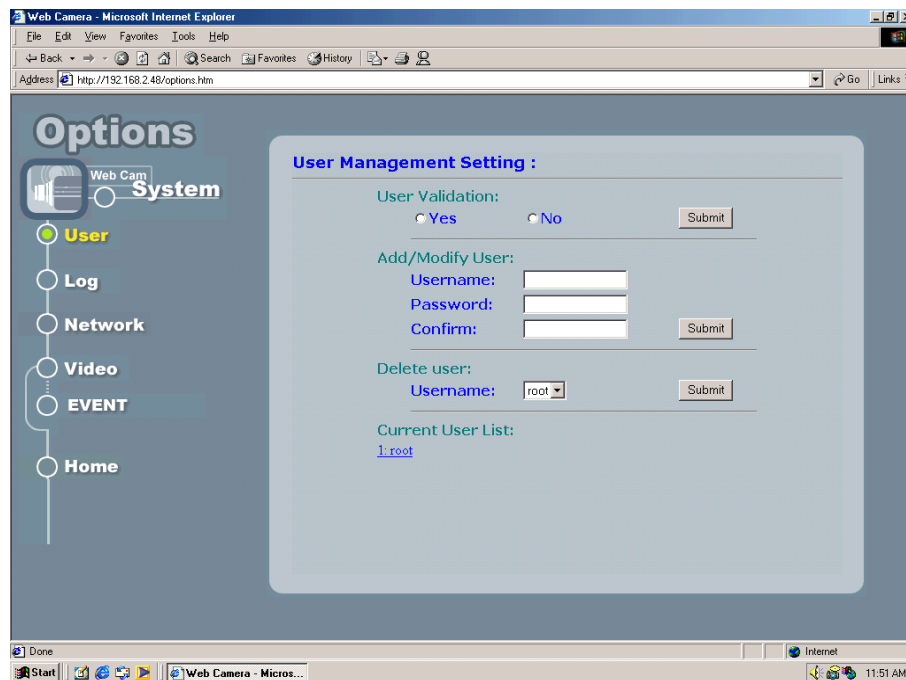 Web Camera - Microsoft Internet Explorer
File Edit View Favorites Tools Help
Back Search Favorites History
Address http://192.168.2.48/options.htm Go Links
Options
Web Cam
System
User
Log
Network
Video
EVENT
Home
User Management Setting :
User Validation:
Yes No Submit
Add/Modify User:
Username:
Password:
Confirm: Submit
Delete user:
Username: root Submit
Current User List:
1: root
Done Internet
Start Web Camera - Micros... 11:51 AM